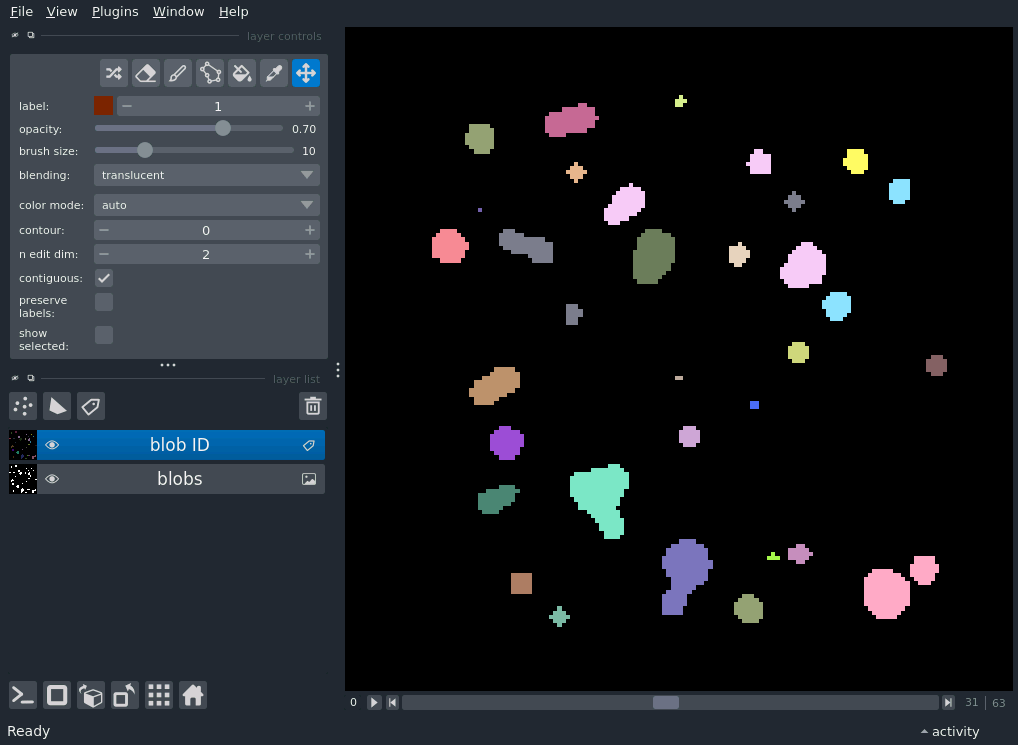 File View Plugins Window Help
layer controls
label: 1
opacity: 0.70
brush size: 10
blending: translucent
color mode: auto
contour: 0
n edit dim: 2
contiguous:
preserve
labels:
show
selected:
layer list
blob ID
blobs
0 31 | 63
Ready activity